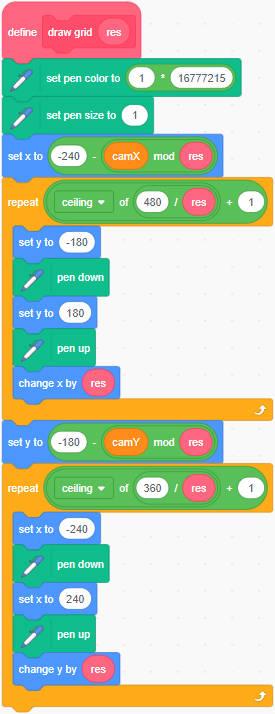 define draw grid res
set pen color to 1 * 16777215
set pen size to 1
set x to -240 - camX mod res
repeat ceiling of 480 / res + 1
set y to -180
pen down
set y to 180
pen up
change x by res
set y to -180 - camY mod res
repeat ceiling of 360 / res + 1
set x to -240
pen down
set x to 240
pen up
change y by res